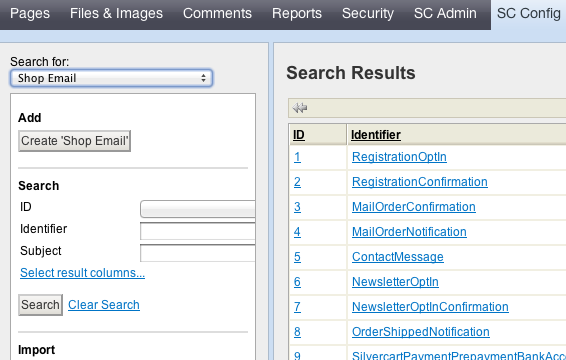 Pages Files & Images Comments Reports Security SC Admin SC Config
Search for:
Shop Email
Add
Create 'Shop Email'
Search
ID
Identifier
Subject
Select result columns...
Search Clear Search
Import
Search Results
ID Identifier
1 RegistrationOptIn
2 RegistrationConfirmation
3 MailOrderConfirmation
4 MailOrderNotification
5 ContactMessage
6 NewsletterOptIn
7 NewsletterOptInConfirmation
8 OrderShippedNotification
9 SilvercartPaymentPrepaymentBankAcco